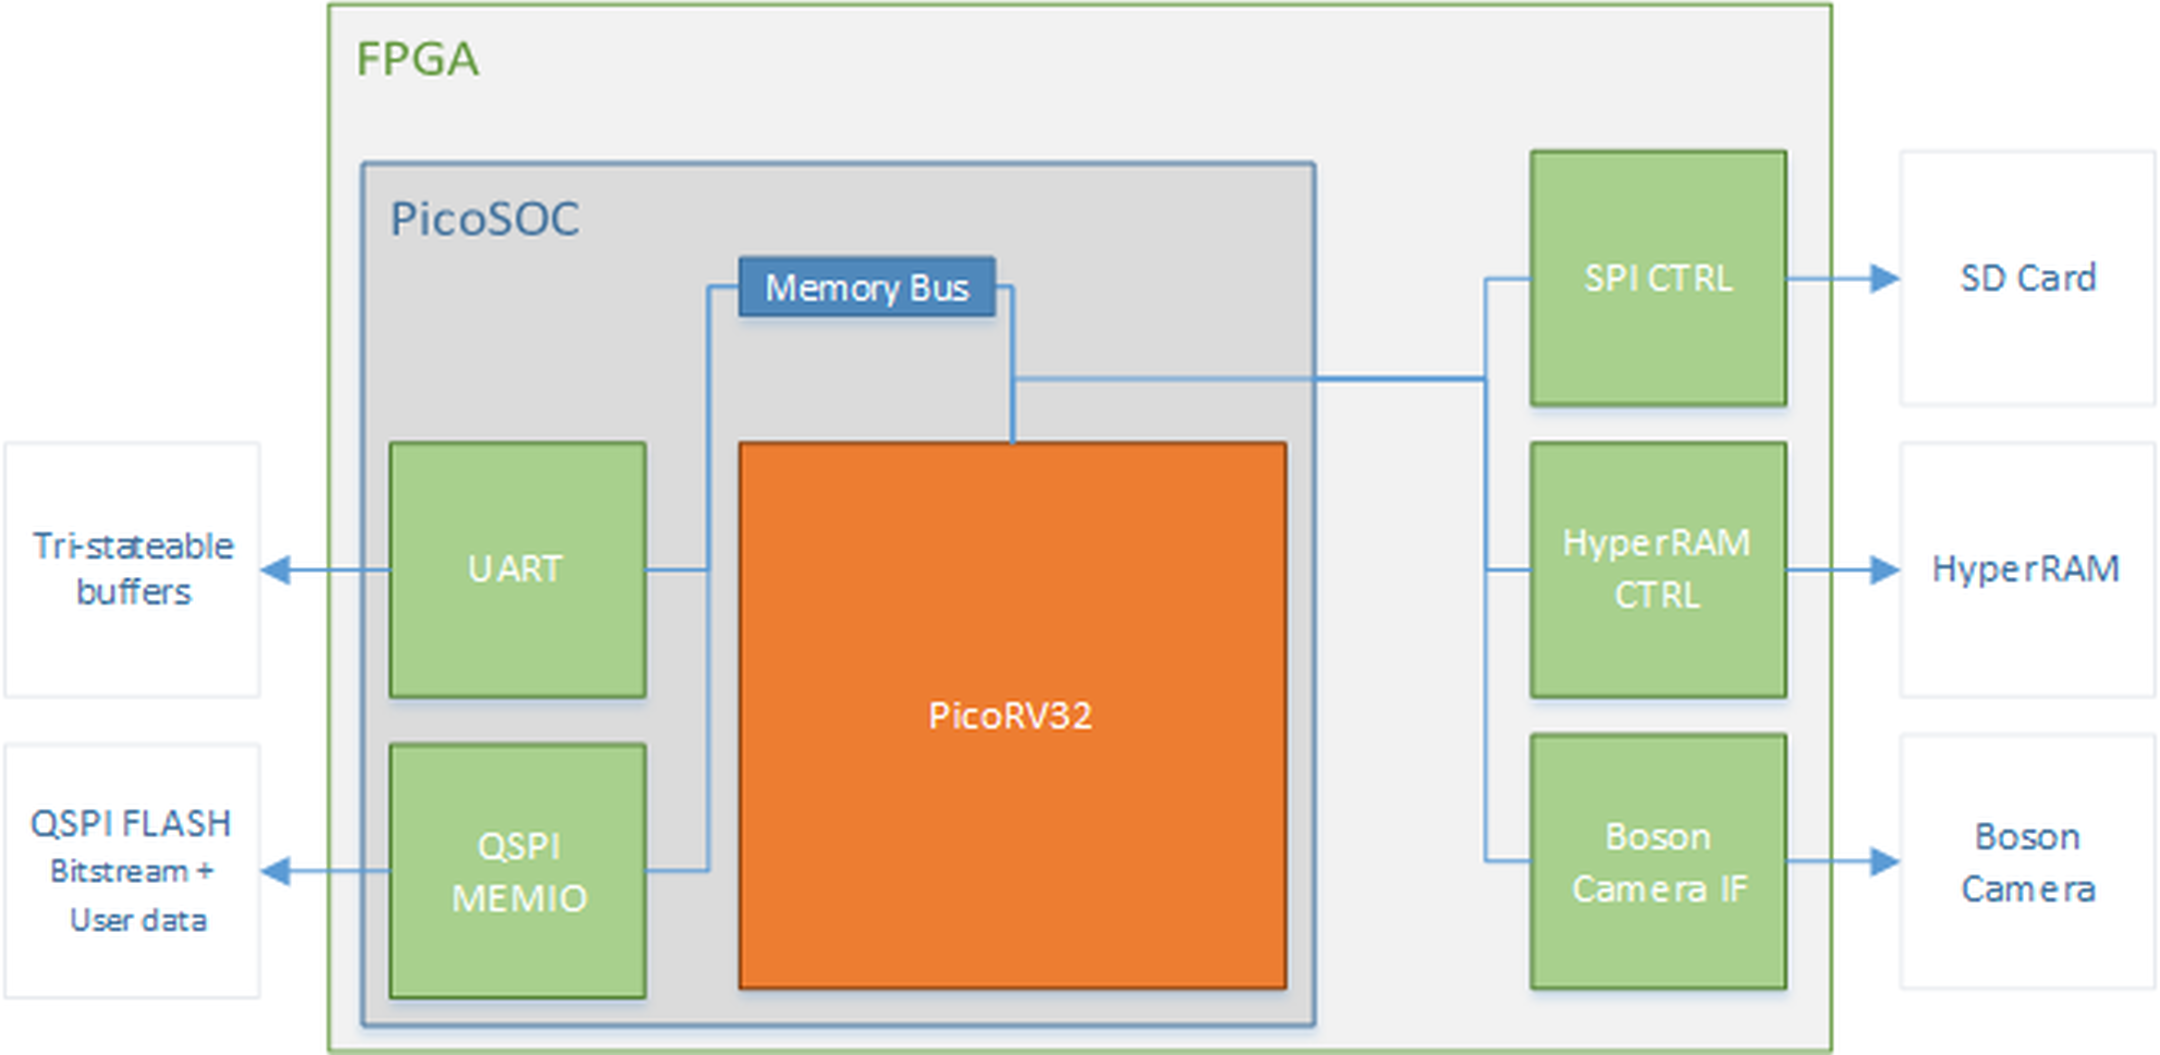 FPGA
PicoSOC
Memory Bus
SPI CTRL
SD Card
Tri-stateable
buffers
UART
PicoRV32
HyperRAM
CTRL
HyperRAM
QSPI FLASH
Bitstream +
User data
QSPI
MEMIO
Boson
Camera IF
Boson
Camera